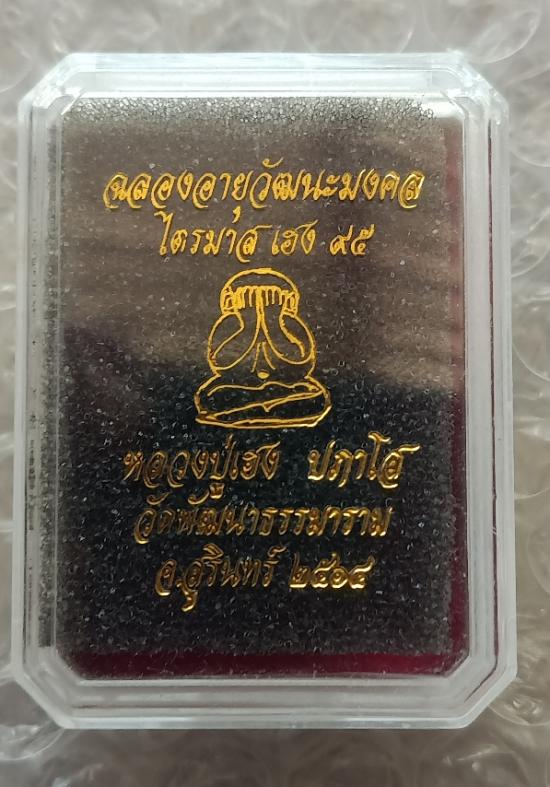 ฉลองอายุวัฒนะมงคล
ไตรมาส เฮง ๙๕
หลวงปู่เฮง ปภาโส
วัดพัฒนาธรรมาราม
จ.สุรินทร์ ๒๕๖๕